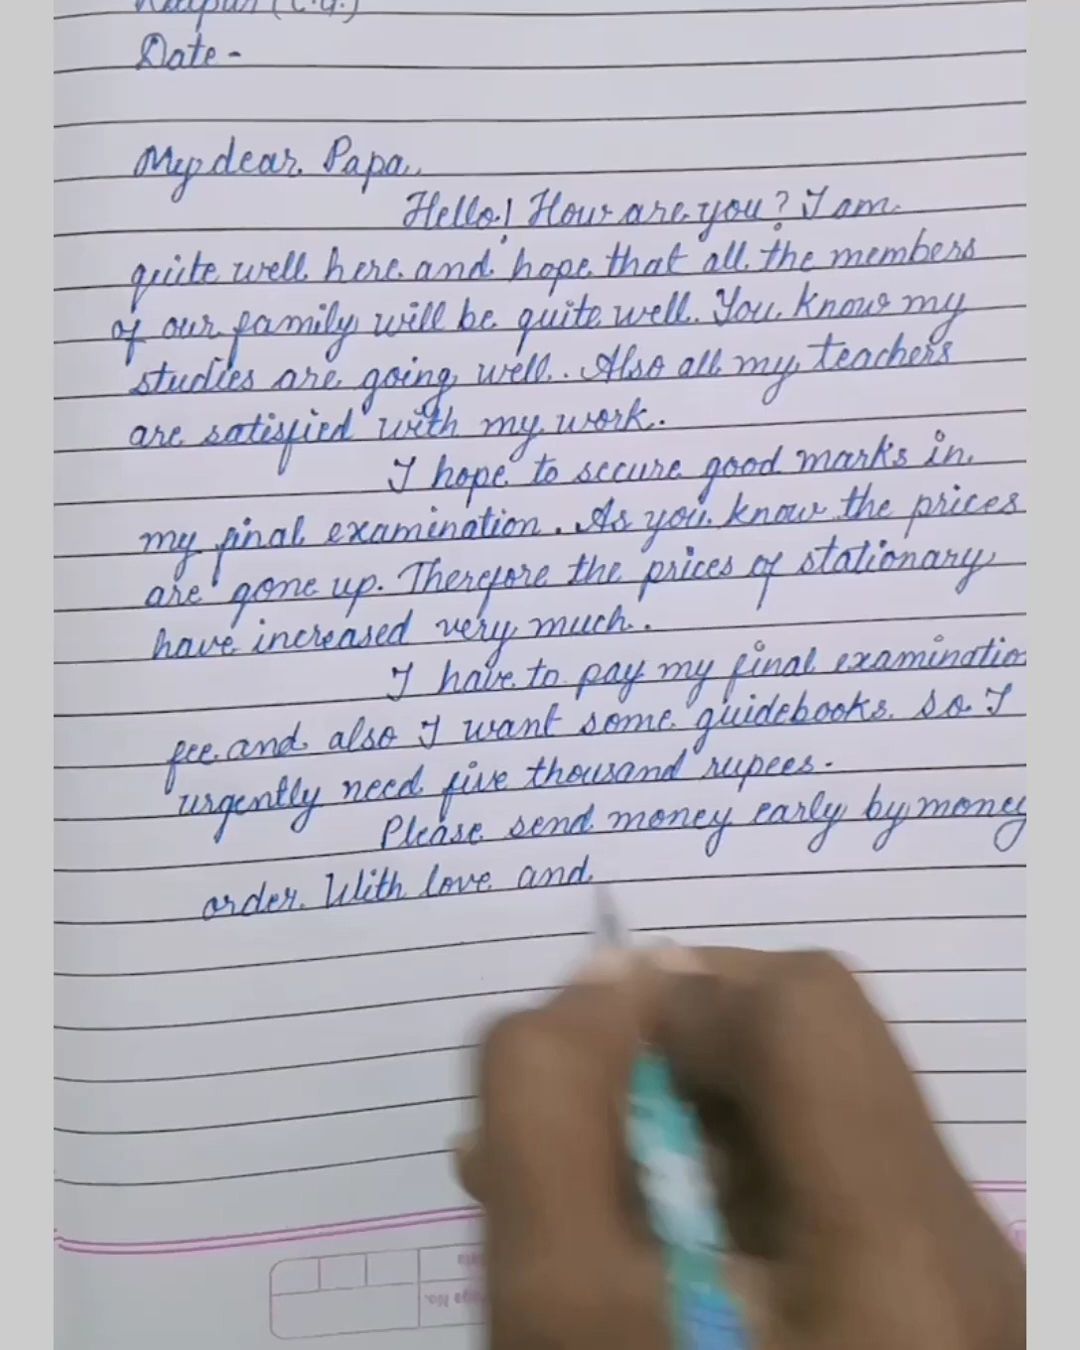 Raipur (C.G.)
Date -
My dear Papa,
Hello! How are you? I am
quite well here and hope that all the members
of our family will be quite well. You know my
studies are going well. Also all my teachers
are satisfied with my work.
I hope to secure good marks in
my final examination. As you know the prices
are gone up. Therefore the prices of stationary
have increased very much.
I have to pay my final examination
fee and also I want some guidebooks. So I
urgently need five thousand rupees.
Please send money early by money
order. With love and